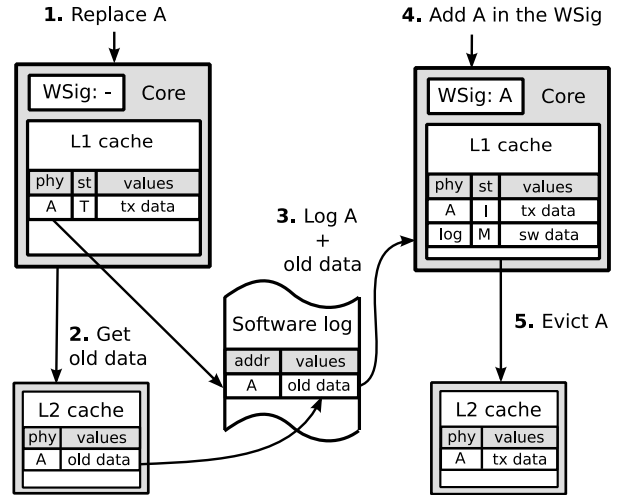 1. Replace A
WSig: -
Core
L1 cache
phy st values
A T tx data
2. Get
old data
L2 cache
phy values
A old data
3. Log A
+
old data
Software log
addr values
A old data
4. Add A in the WSig
WSig: A
Core
L1 cache
phy st values
A I tx data
log M sw data
5. Evict A
L2 cache
phy values
A tx data